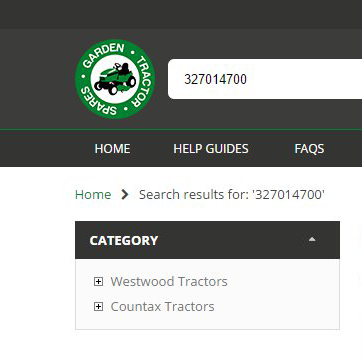 GARDEN • TRACTOR • SPARES •
327014700
HOME HELP GUIDES FAQS
Home Search results for: '327014700'
CATEGORY
Westwood Tractors
Countax Tractors